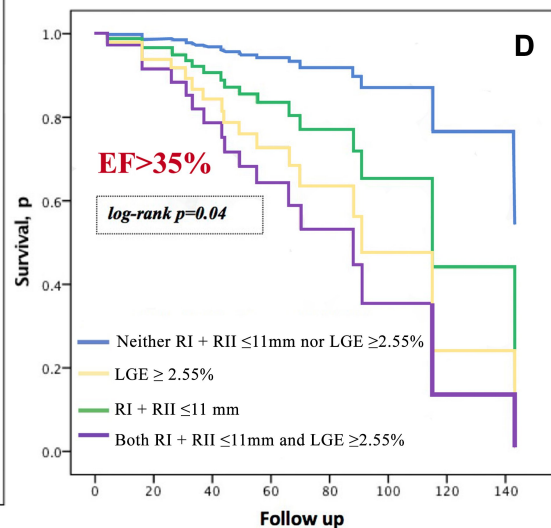 D
1.0
0.8
0.6
0.4
0.2
0.0
Survival, p
EF>35%
log-rank p=0.04
Neither RI + RII ≤11mm nor LGE ≥2.55%
LGE ≥ 2.55%
RI + RII ≤11 mm
Both RI + RII ≤11mm and LGE ≥2.55%
0 20 40 60 80 100 120 140
Follow up